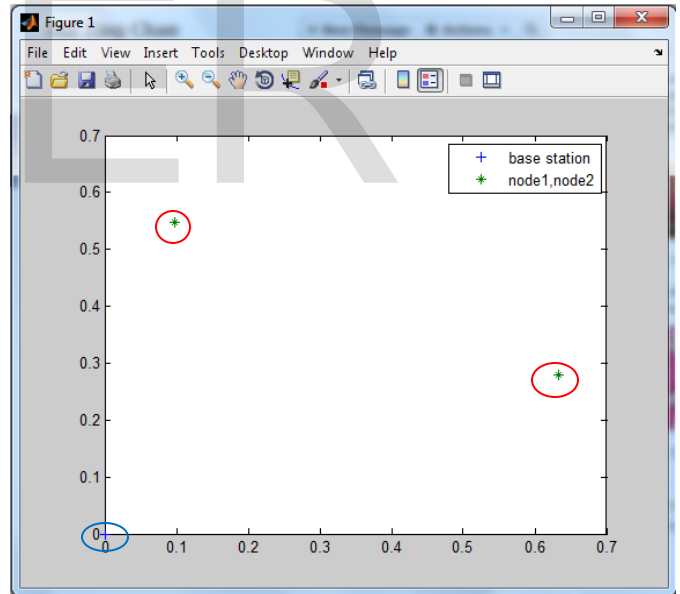 Figure 1
File Edit View Insert Tools Desktop Window Help
0.7
base station
node1,node2
0.6
0.5
0.4
0.3
0.2
0.1
0
0 0.1 0.2 0.3 0.4 0.5 0.6 0.7
ER